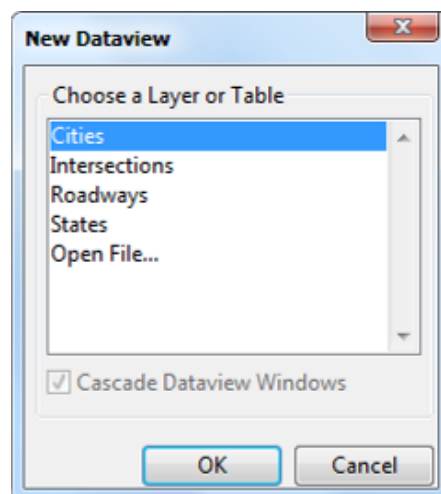 New Dataview
Choose a Layer or Table
Cities
Intersections
Roadways
States
Open File...
Cascade Dataview Windows
OK
Cancel